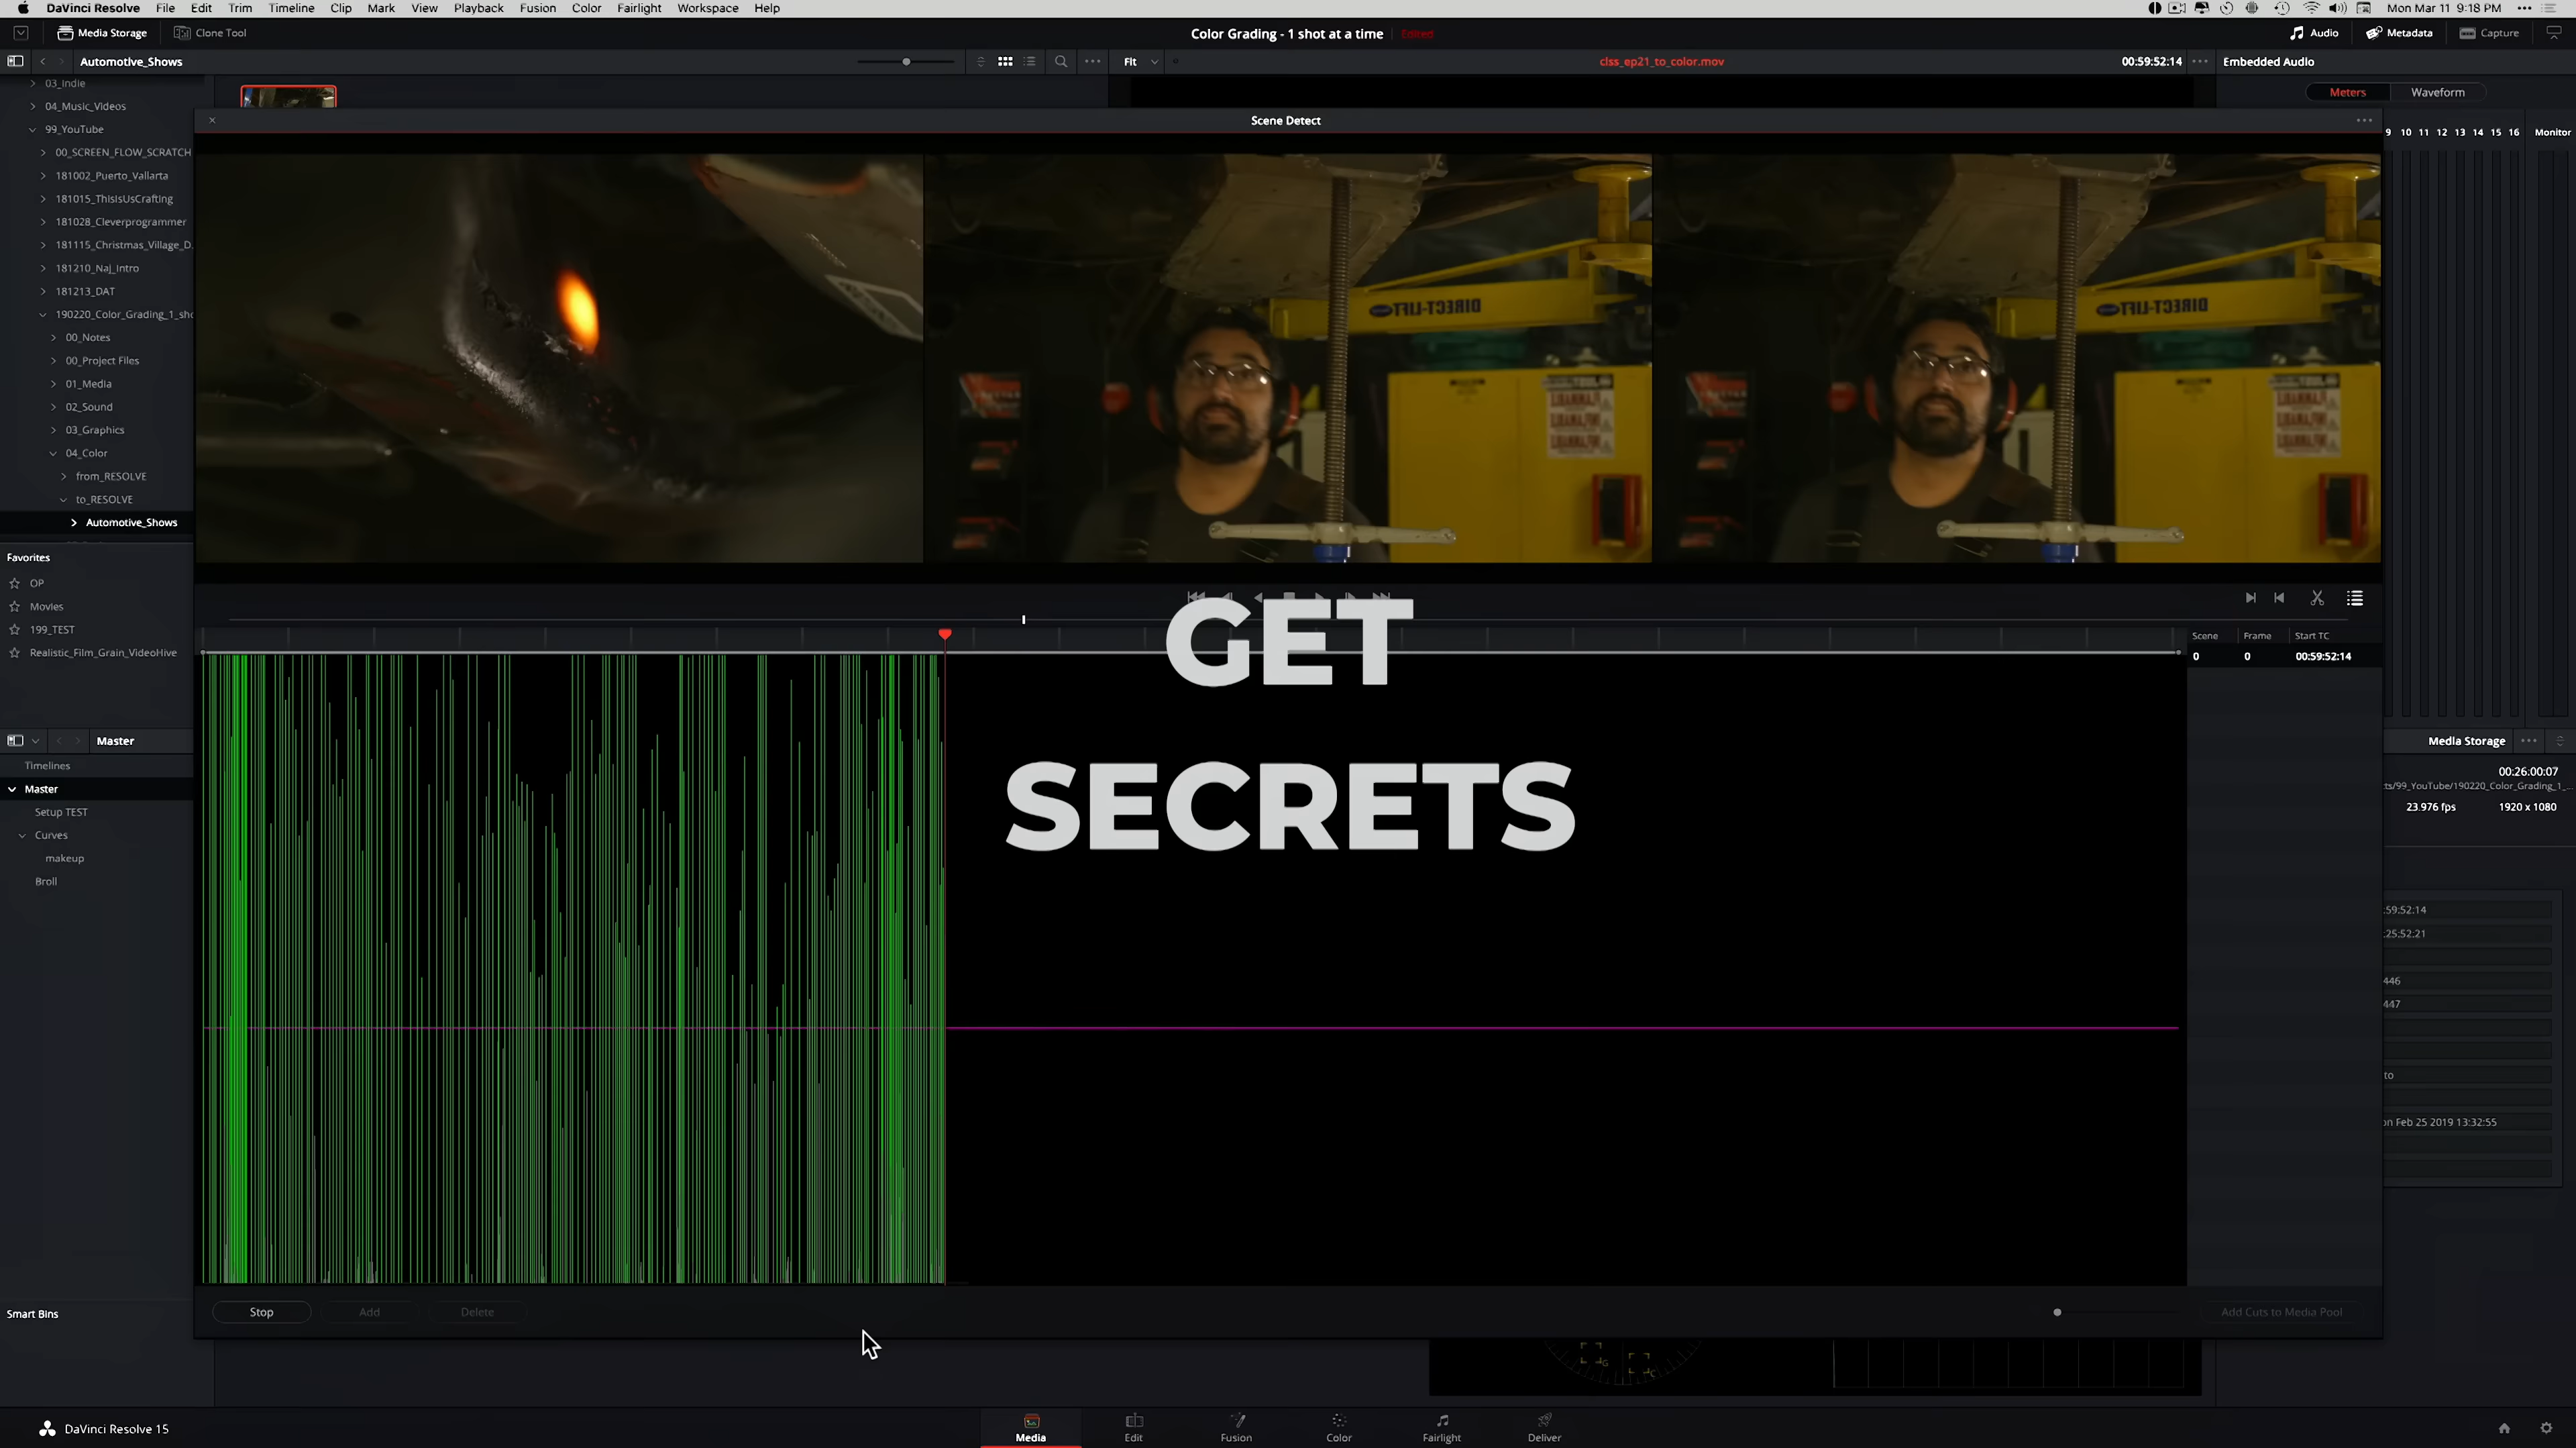 DaVinci Resolve File Edit Trim Timeline Clip Mark View Playback Fusion Color Fairlight Workspace Help
Mon Mar 11 9:18 PM
Media Storage Clone Tool
Color Grading - 1 shot at a time Edited
Audio Metadata Capture
Automotive_Shows
Fit
clss_ep21_to_color.mov
00:59:52:14
Embedded Audio
Meters Waveform
9 10 11 12 13 14 15 16 Monitor
03_Indie
04_Music_Videos
99_YouTube
00_SCREEN_FLOW_SCRATCH
181002_Puerto_Vallarta
181015_ThisIsUsCrafting
181028_Cleverprogrammer
181115_Christmas_Village_D
181210_Naj_Intro
181213_DAT
190220_Color_Grading_1_sho
00_Notes
00_Project Files
01_Media
02_Sound
03_Graphics
04_Color
from_RESOLVE
to_RESOLVE
Automotive_Shows
Favorites
OP
Movies
199_TEST
Realistic_Film_Grain_VideoHive
Master
Timelines
Master
Setup TEST
Curves
makeup
Broll
Smart Bins
Scene Detect
DIRECT-LIFT
DIRECT-LIFT
GET
SECRETS
Scene Frame Start TC
0 0 00:59:52:14
Media Storage
00:26:00:07
ts/99_YouTube/190220_Color_Grading_1_...
23.976 fps 1920 x 1080
:59:52:14
:25:52:21
446
447
to
on Feb 25 2019 13:32:55
Stop Add Delete
Add Cuts to Media Pool
DaVinci Resolve 15
Media Edit Fusion Color Fairlight Deliver